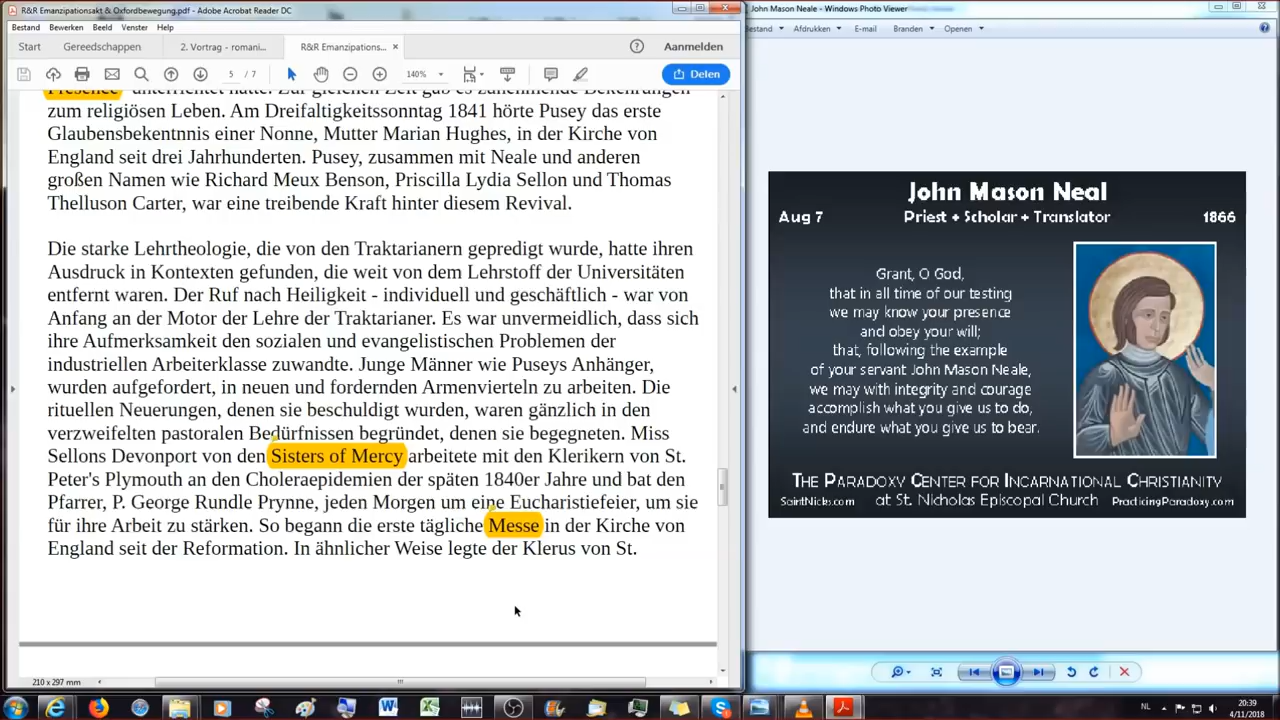 R&R Emanzipationsakt & Oxfordbewegung.pdf - Adobe Acrobat Reader DC
Bestand Bewerken Beeld Venster Help
Start Gereedschappen 2. Vortrag - romani... R&R Emanzipations... × Aanmelden
5 / 7 140% Delen
Presence" unterrichtet hatte. Zur gleichen Zeit gab es zunehmende Bekehrungen
zum religiösen Leben. Am Dreifaltigkeitssonntag 1841 hörte Pusey das erste
Glaubensbekentnnis einer Nonne, Mutter Marian Hughes, in der Kirche von
England seit drei Jahrhunderten. Pusey, zusammen mit Neale und anderen
großen Namen wie Richard Meux Benson, Priscilla Lydia Sellon und Thomas
Thelluson Carter, war eine treibende Kraft hinter diesem Revival.
Die starke Lehrtheologie, die von den Traktarianern gepredigt wurde, hatte ihren
Ausdruck in Kontexten gefunden, die weit von dem Lehrstoff der Universitäten
entfernt waren. Der Ruf nach Heiligkeit - individuell und geschäftlich - war von
Anfang an der Motor der Lehre der Traktarianer. Es war unvermeidlich, dass sich
ihre Aufmerksamkeit den sozialen und evangelistischen Problemen der
industriellen Arbeiterklasse zuwandte. Junge Männer wie Puseys Anhänger,
wurden aufgefordert, in neuen und fordernden Armenvierteln zu arbeiten. Die
rituellen Neuerungen, denen sie beschuldigt wurden, waren gänzlich in den
verzweifelten pastoralen Bedürfnissen begründet, denen sie begegneten. Miss
Sellons Devonport von den Sisters of Mercy arbeitete mit den Klerikern von St.
Peter's Plymouth an den Choleraepidemien der späten 1840er Jahre und bat den
Pfarrer, P. George Rundle Prynne, jeden Morgen um eine Eucharistiefeier, um sie
für ihre Arbeit zu stärken. So begann die erste tägliche Messe in der Kirche von
England seit der Reformation. In ähnlicher Weise legte der Klerus von St.
210 x 297 mm
John Mason Neale - Windows Photo Viewer
Bestand Afdrukken E-mail Branden Openen
John Mason Neal
Aug 7 Priest + Scholar + Translator 1866
Grant, O God,
that in all time of our testing
we may know your presence
and obey your will;
that, following the example
of your servant John Mason Neale,
we may with integrity and courage
accomplish what you give us to do,
and endure what you give us to bear.
The Paradoxy Center for Incarnational Christianity
SaintNicks.com at St. Nicholas Episcopal Church PracticingParadoxy.com
NL 20:39
4/11/2018